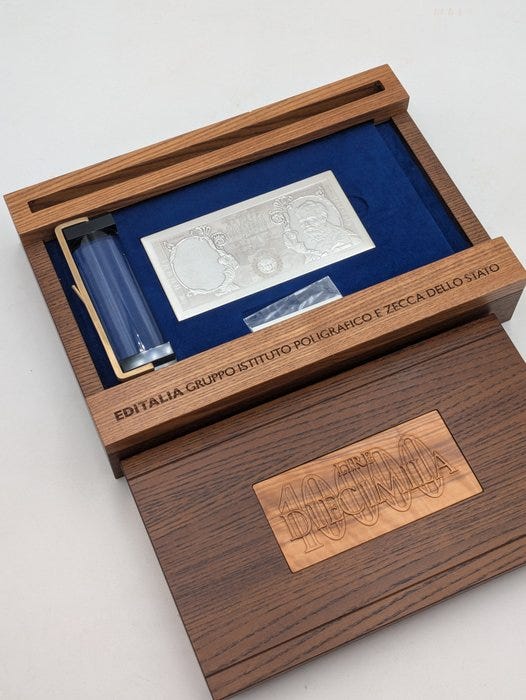 EDITALIA GRUPPO ISTITUTO POLIGRAFICO E ZECCA DELLO STATO
LIRE
10000
DIECIMILA